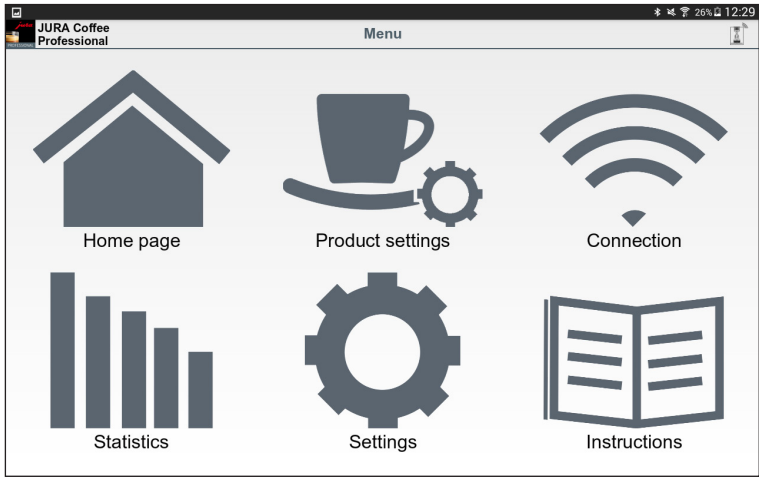 26% 12:29
JURA Coffee
Professional
Menu
Home page
Product settings
Connection
Statistics
Settings
Instructions